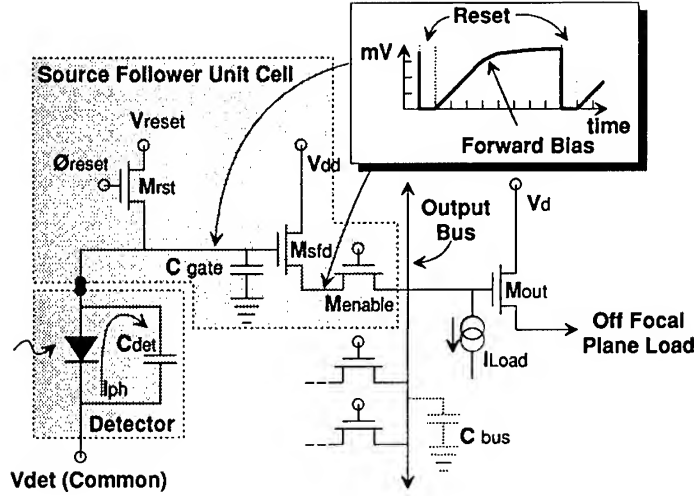 Reset
mV
time
Forward Bias
Source Follower Unit Cell
Vreset
Øreset
Mrst
Vdd
Vd
Output
Bus
Msfd
C gate
Menable
Mout
Off Focal
Plane Load
ILoad
Cdet
Iph
Detector
C bus
Vdet (Common)